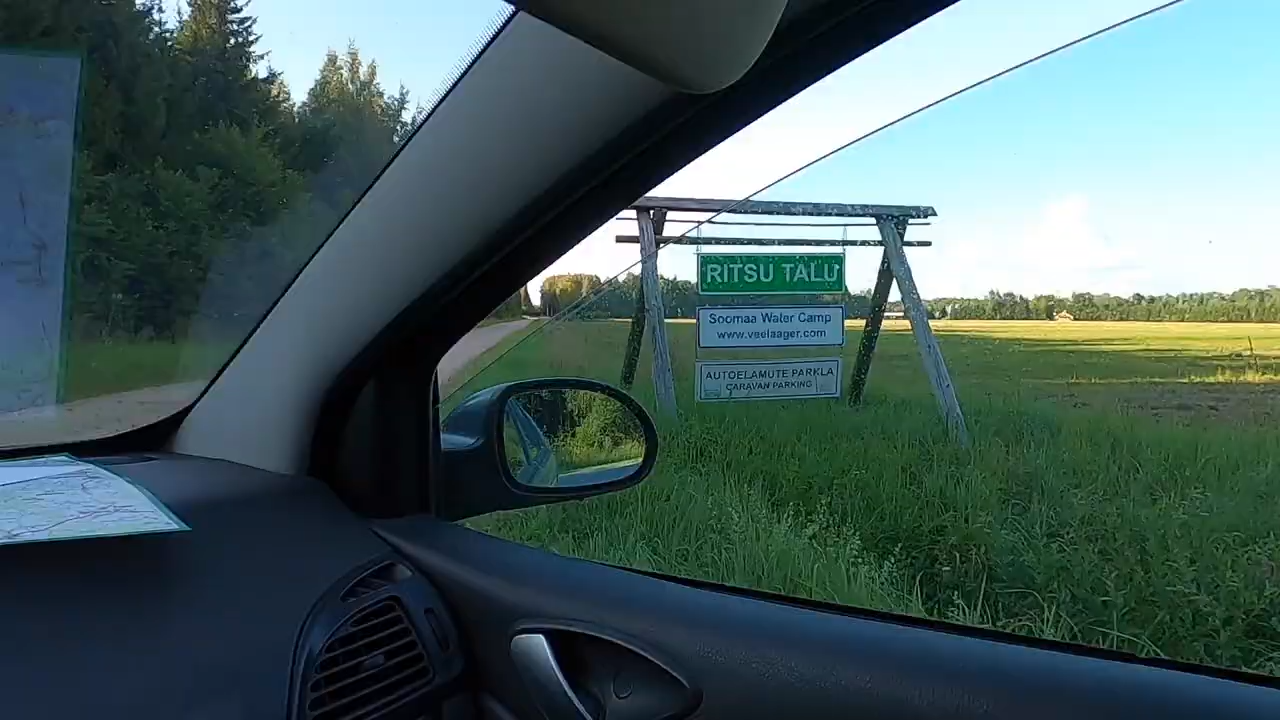 RITSU TALU
Soomaa Water Camp
www.veelaager.com
AUTOELAMUTE PARKLA
CARAVAN PARKING